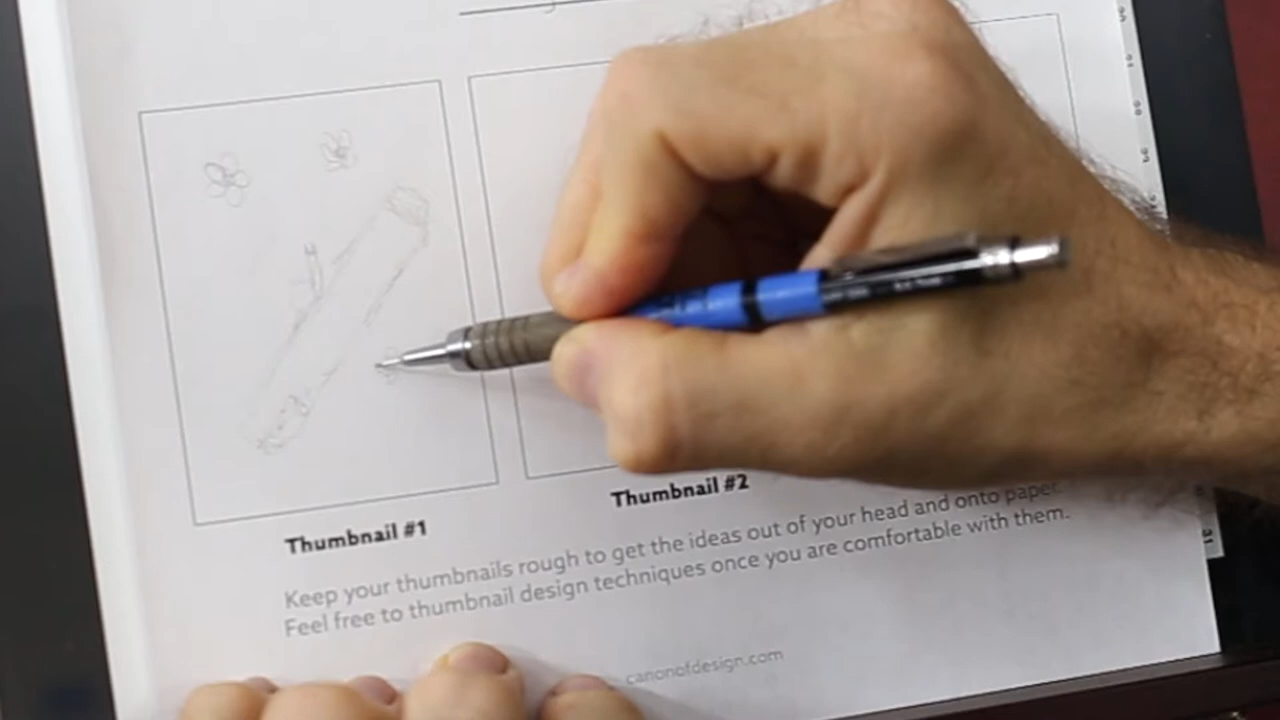 Thumbnail #1
Thumbnail #2
Keep your thumbnails rough to get the ideas out of your head and onto paper.
Feel free to thumbnail design techniques once you are comfortable with them.
canonofdesign.com